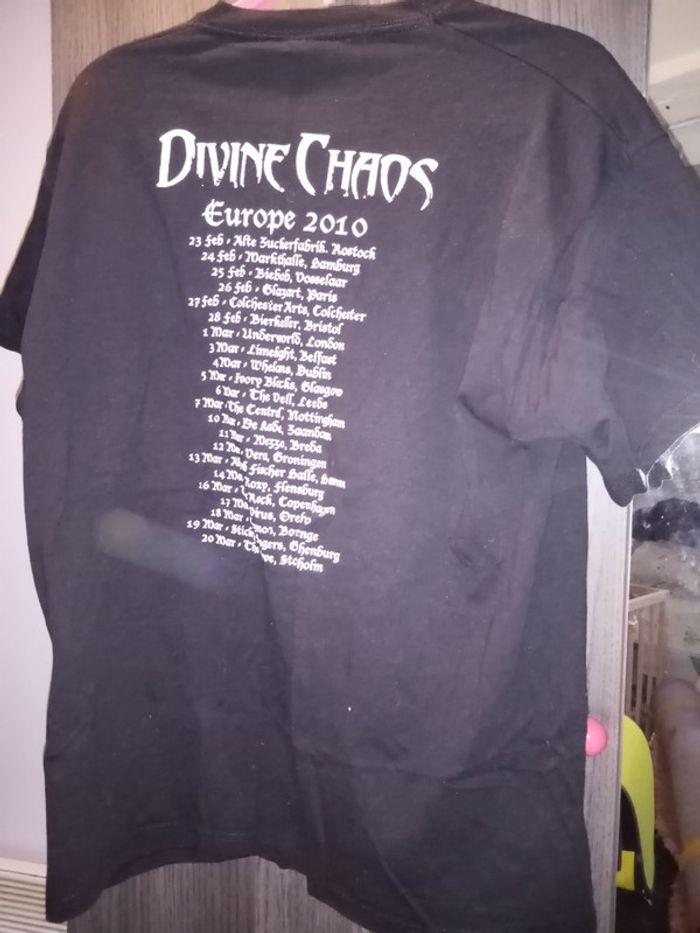 DIVINE CHAOS
Europe 2010
23 Feb • Alte Zuckerfabrik. Rostock
24 Feb • Markthalle, Hamburg
25 Feb • Biebob, Vosselaar
26 Feb • Glazart, Paris
27 Feb • Colchester Arts, Colchester
28 Feb • Bierkeller, Bristol
1 Mar • Underworld, London
3 Mar • Limelight, Belfast
4 Mar • Whelans, Dublin
5 Mar • Ivory Blacks, Glasgow
6 Mar • The Well, Leeds
7 Mar • The Central, Nottingham
10 Mar • De Kade, Zaandam
11 Mar • Mezzo, Breda
12 Mar, Vera, Groningen
13 Mar • Fischer Halle,
14 Roxy, Flensburg
16 Mar • Rock, Copenhagen
17
18 Mar •
19 Mar •
20 Mar •